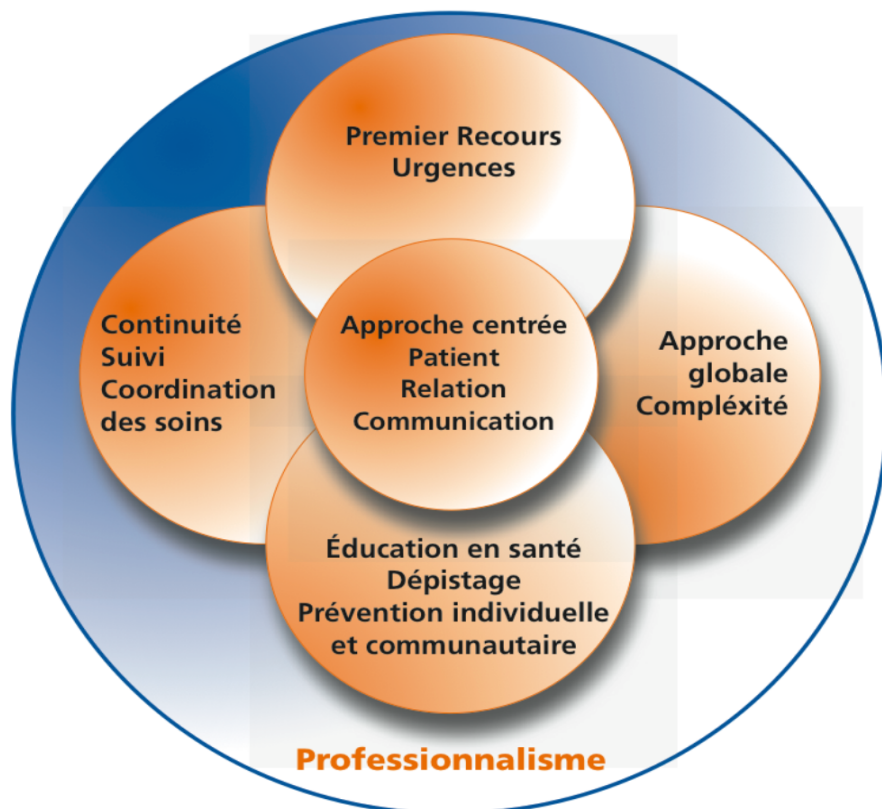 Premier Recours
Urgences
Continuité
Suivi
Coordination
des soins
Approche centrée
Patient
Relation
Communication
Approche
globale
Compléxité
Éducation en santé
Dépistage
Prévention individuelle
et communautaire
Professionnalisme